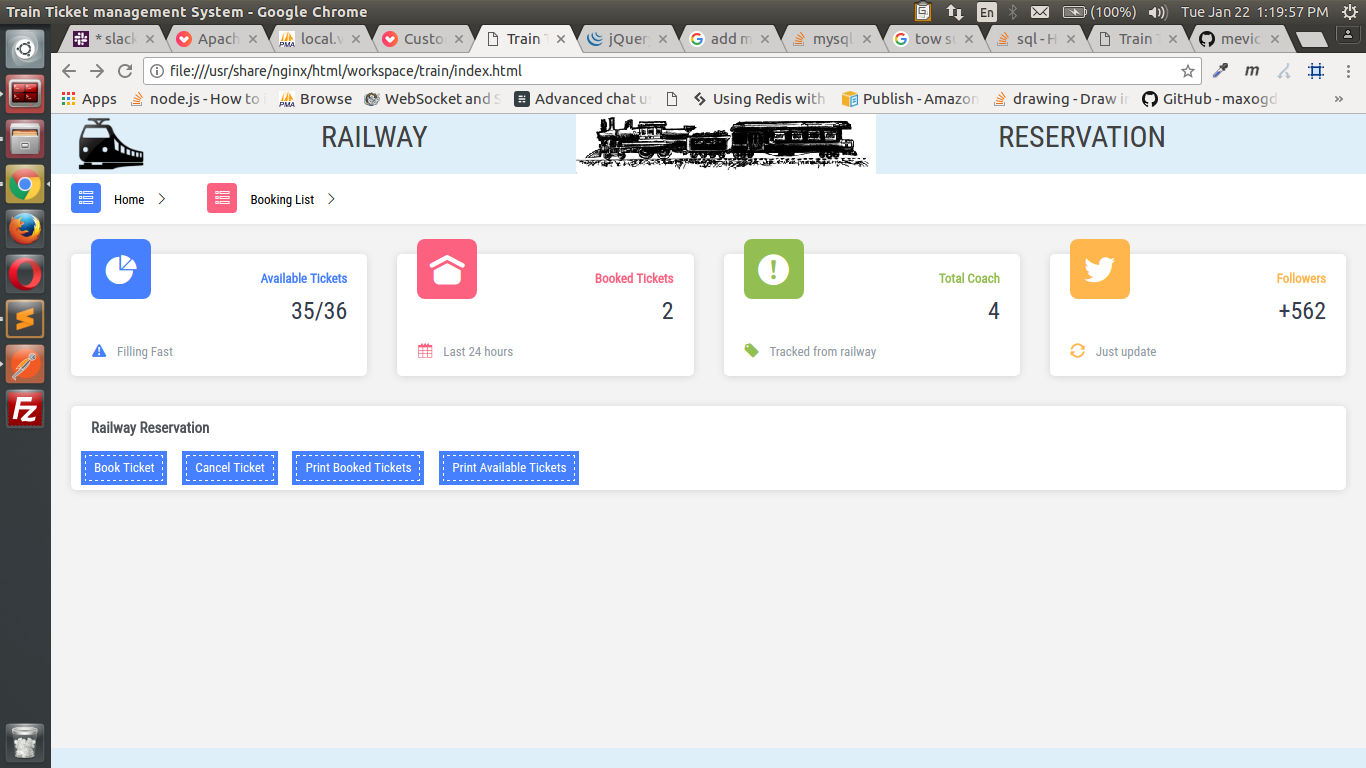 Train Ticket management System - Google Chrome
En (100%) Tue Jan 22 1:19:57 PM
* slack Apach local.v Custo Train T jQuer add m mysql tow su sql - H Train T mevic
file:///usr/share/nginx/html/workspace/train/index.html m
Apps node.js - How to PMA Browse WebSocket and S Advanced chat u Using Redis with Publish - Amazon drawing - Draw in GitHub - maxogd »
RAILWAY RESERVATION
Home Booking List
Available Tickets
35/36
Filling Fast
Booked Tickets
2
Last 24 hours
Total Coach
4
Tracked from railway
Followers
+562
Just update
Railway Reservation
Book Ticket Cancel Ticket Print Booked Tickets Print Available Tickets
Fz